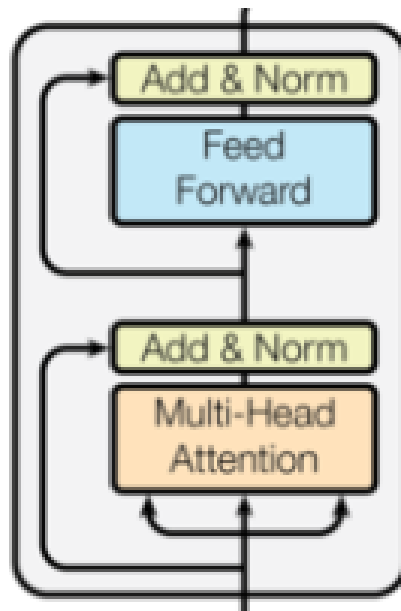 Add & Norm
Feed
Forward
Add & Norm
Multi-Head
Attention